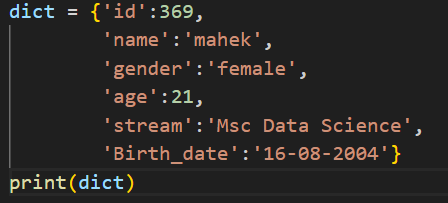 dict = {'id':369,
        'name':'mahek',
        'gender':'female',
        'age':21,
        'stream':'Msc Data Science',
        'Birth_date':'16-08-2004'}
print(dict)